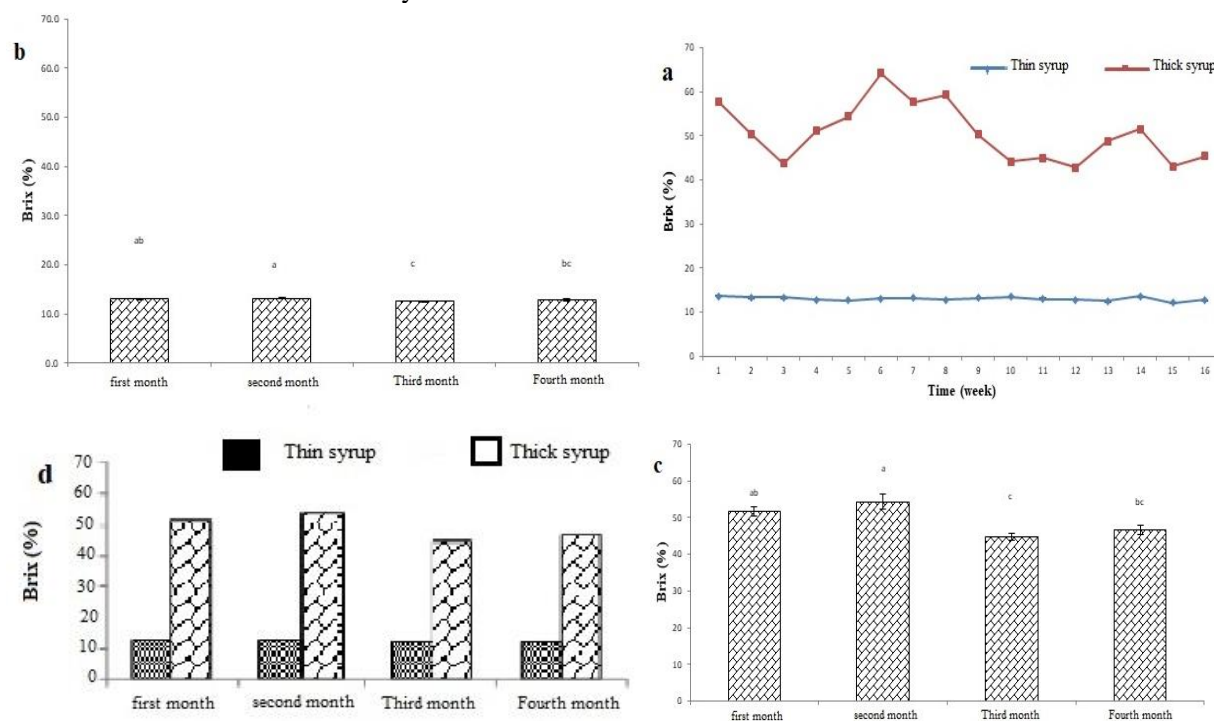 b
70.0
60.0
50.0
40.0
30.0
20.0
10.0
0.0
Brix (%)
ab
a
c
bc
first month
second month
Third month
Fourth month
a
Thin syrup
Thick syrup
70
60
50
40
30
20
10
0
Brix (%)
1 2 3 4 5 6 7 8 9 10 11 12 13 14 15 16
Time (week)
d
Thin syrup
Thick syrup
70
60
50
40
30
20
10
0
Brix (%)
first month
second month
Third month
Fourth month
c
70
60
50
40
30
20
10
0
Brix (%)
ab
a
c
bc
first month
second month
Third month
Fourth month